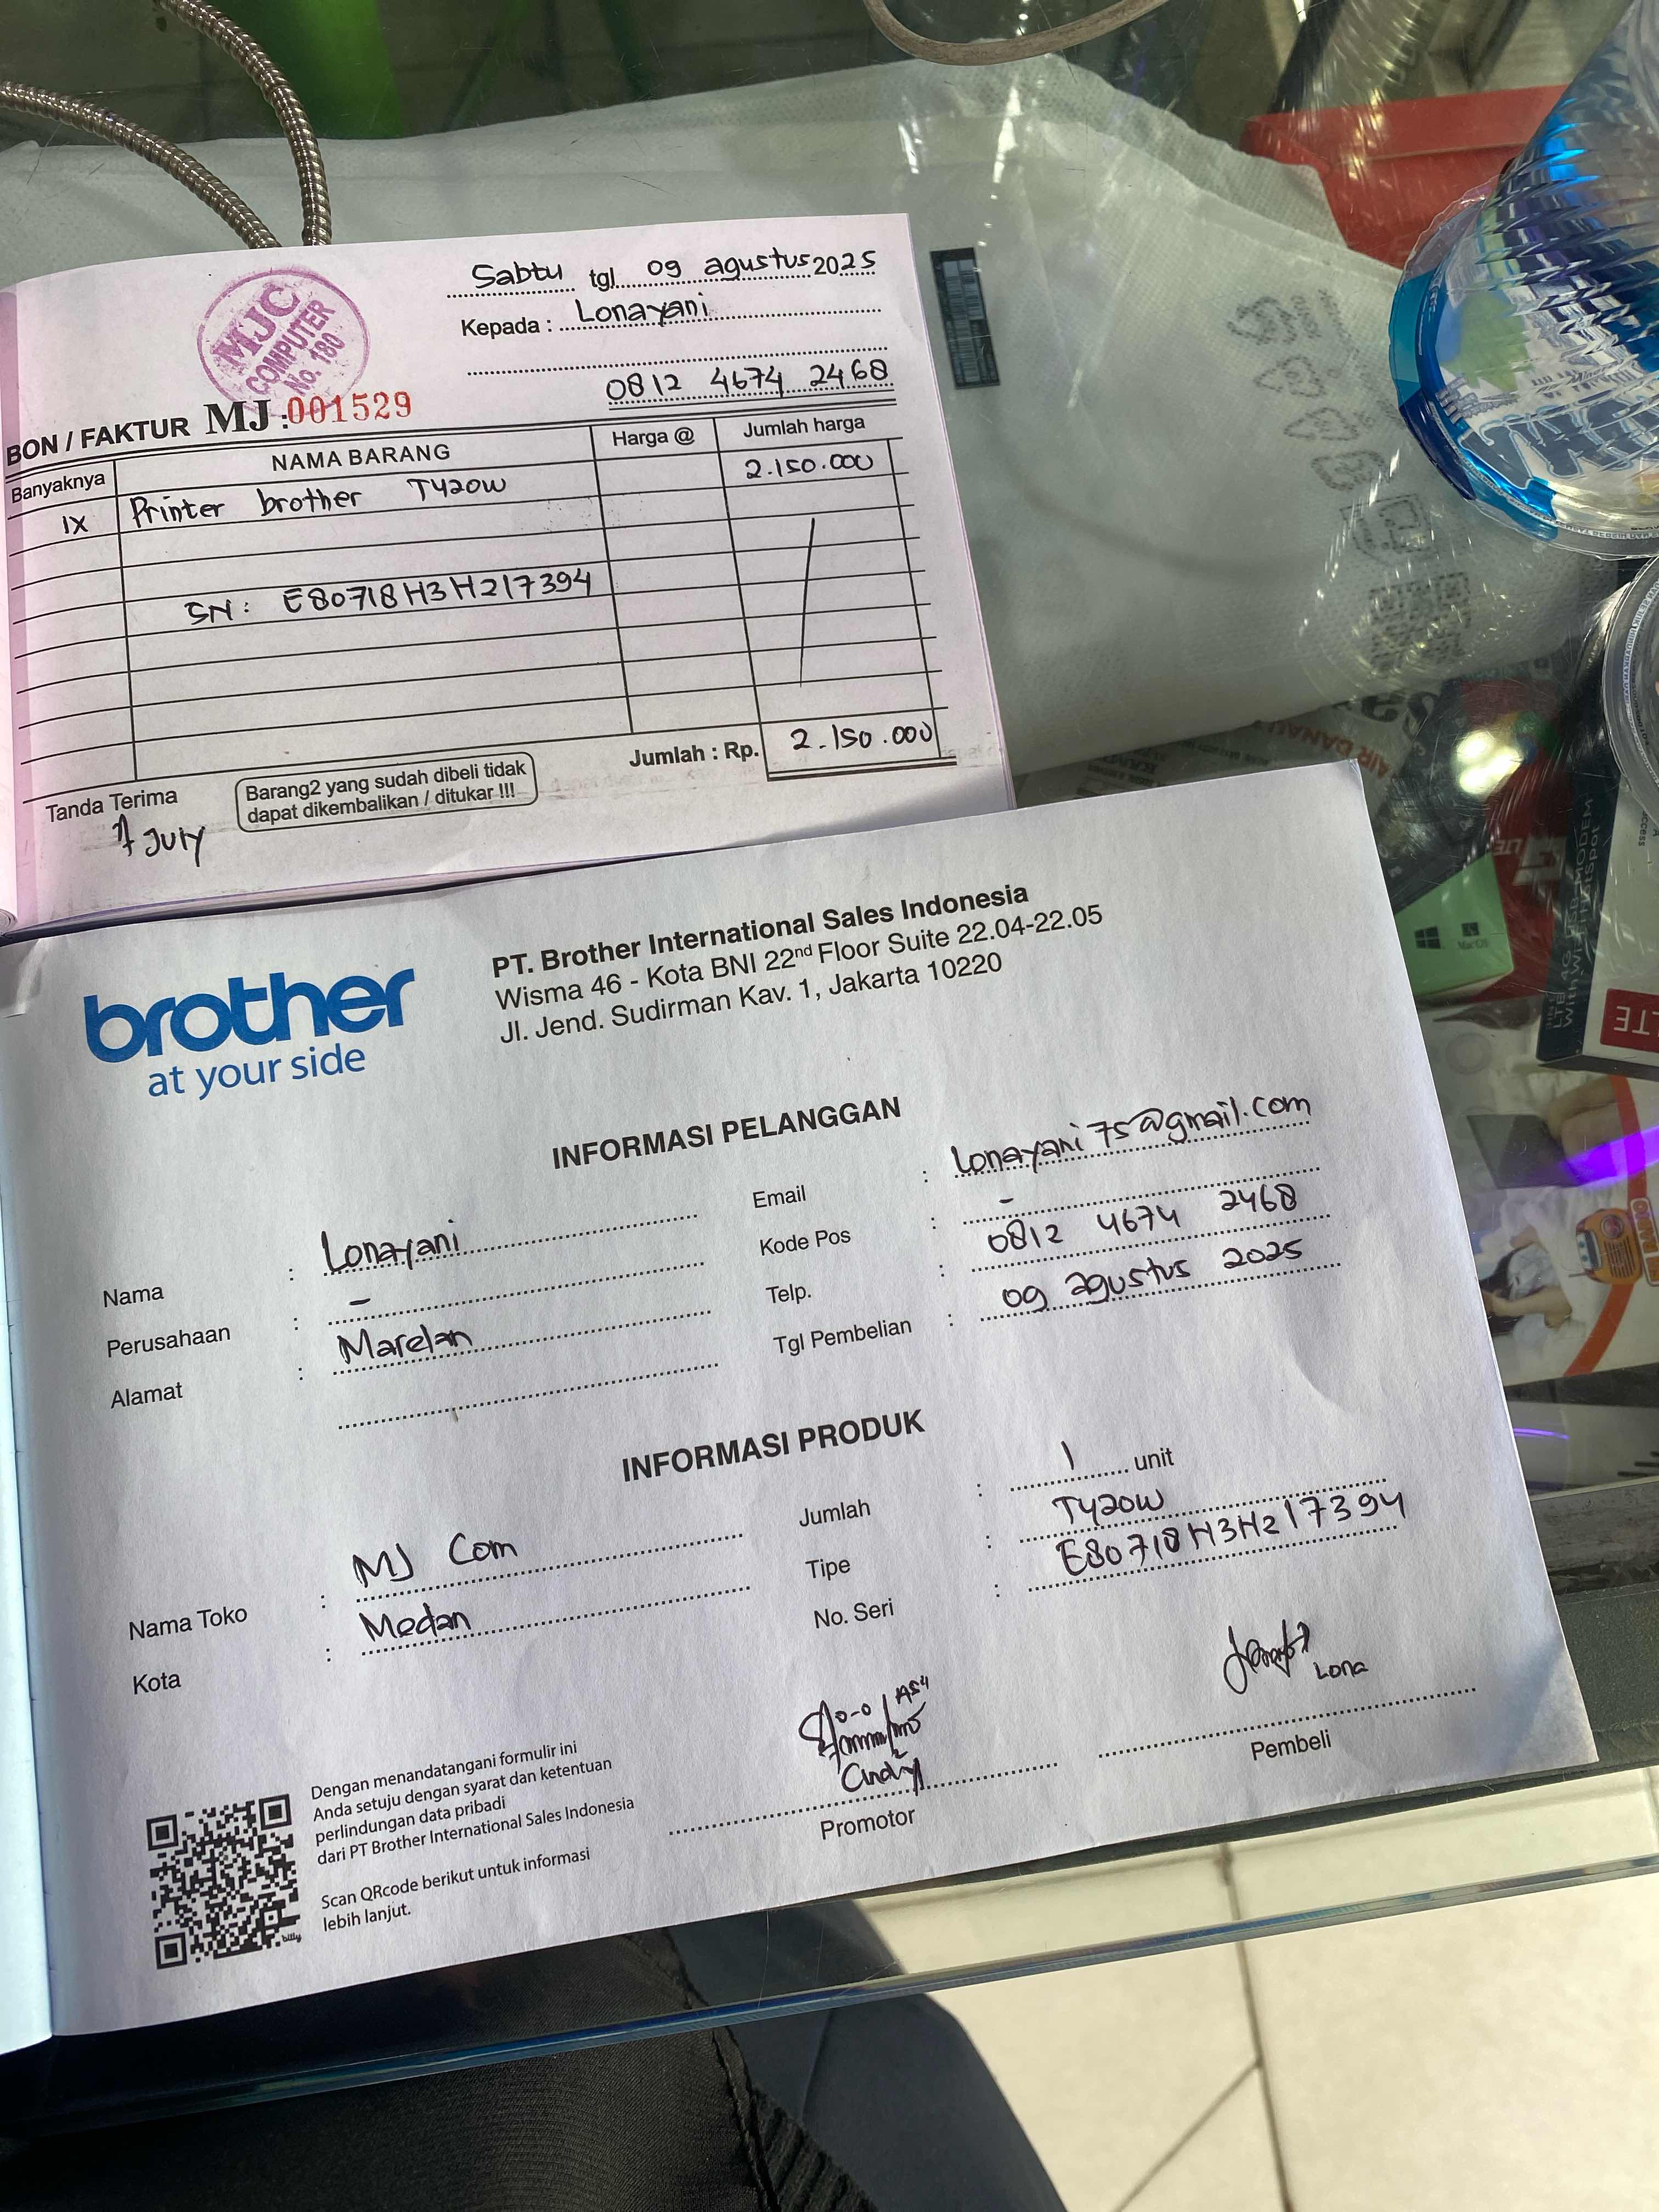 Sabtu tgl 09 agustus 2025
Kepada : Lonayani
0812 4674 2468
MJC
COMPUTER
No. 180
BON / FAKTUR MJ :001529
Banyaknya NAMA BARANG Harga @ Jumlah harga
1X Printer brother T420W 2.150.000
SN : E80718H3H217394
Jumlah : Rp. 2.150.000
Tanda Terima
July
Barang2 yang sudah dibeli tidak
dapat dikembalikan / ditukar !!!
brother
at your side
PT. Brother International Sales Indonesia
Wisma 46 - Kota BNI 22nd Floor Suite 22.04-22.05
Jl. Jend. Sudirman Kav. 1, Jakarta 10220
INFORMASI PELANGGAN
Nama : Lonayani
Perusahaan : -
Alamat : Marelan
Email : lonayani75@gmail.com
Kode Pos : -
Telp. : 0812 4674 2468
Tgl Pembelian : 09 agustus 2025
INFORMASI PRODUK
Nama Toko : MJ Com
Kota : Medan
Jumlah : 1 unit
Tipe : T420W
No. Seri : E80718H3H217394
Cindy
Promotor
Lona
Pembeli
Dengan menandatangani formulir ini
Anda setuju dengan syarat dan ketentuan
perlindungan data pribadi
dari PT Brother International Sales Indonesia
Scan QRcode berikut untuk informasi
lebih lanjut.
bitly